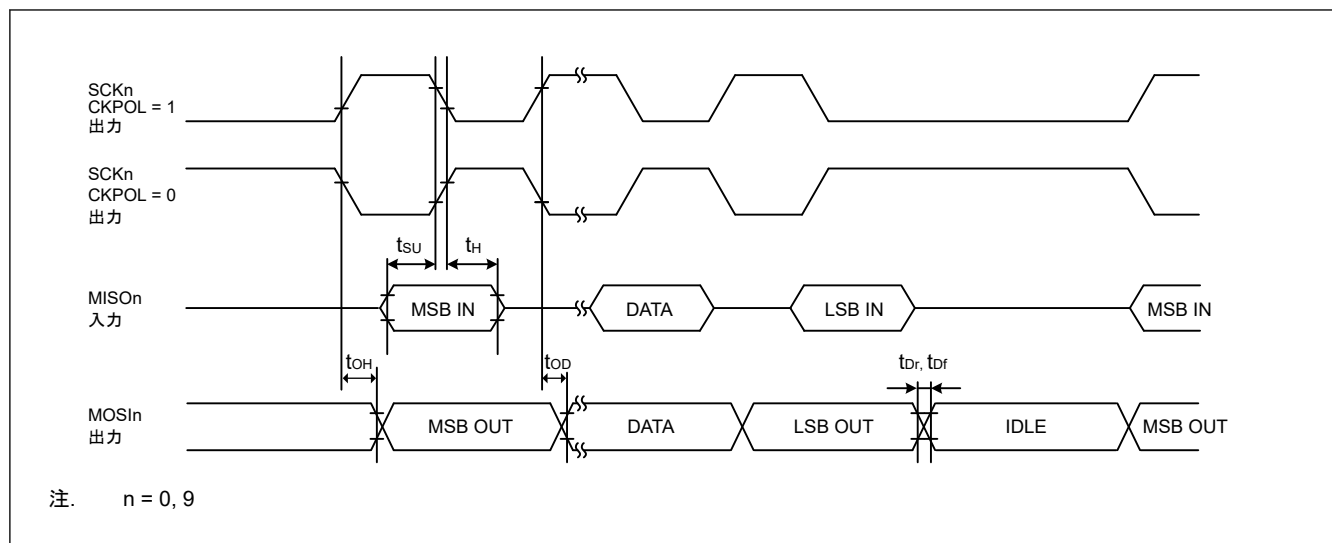 SCKn
CKPOL = 1
出力
SCKn
CKPOL = 0
出力
tSU
tH
MISOn
入力
MSB IN
DATA
LSB IN
MSB IN
tOH
tOD
tDr, tDf
MOSIn
出力
MSB OUT
DATA
LSB OUT
IDLE
MSB OUT
注. n = 0, 9